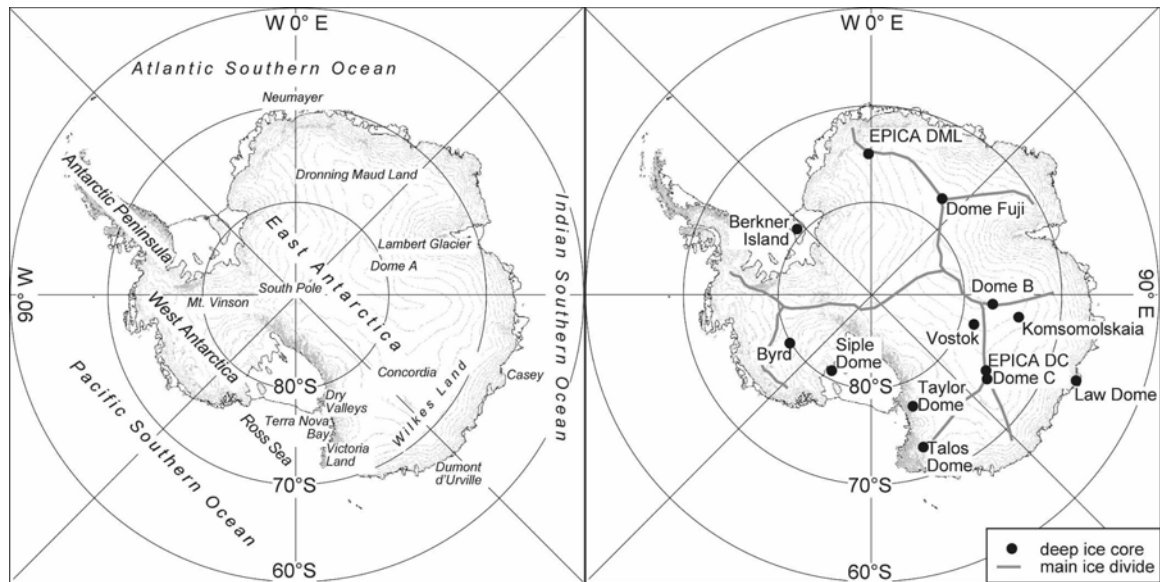 W 0° E
Atlantic Southern Ocean
Neumayer
Dronning Maud Land
Antarctic Peninsula
East Antarctica
Lambert Glacier
Dome A
Indian Southern Ocean
90° W
South Pole
Mt. Vinson
West Antarctica
Concordia
Casey
80°S
Dry
Valleys
Wilkes Land
Terra Nova
Bay
Ross Sea
Victoria
Land
Pacific Southern Ocean
Dumont
d'Urville
70°S
60°S
W 0° E
EPICA DML
Dome Fuji
Berkner
Island
90° E
Dome B
Komsomolskaia
Vostok
Byrd
Siple
Dome
EPICA DC
Dome C
80°S
Law Dome
Taylor
Dome
Talos
Dome
70°S
60°S
deep ice core
main ice divide